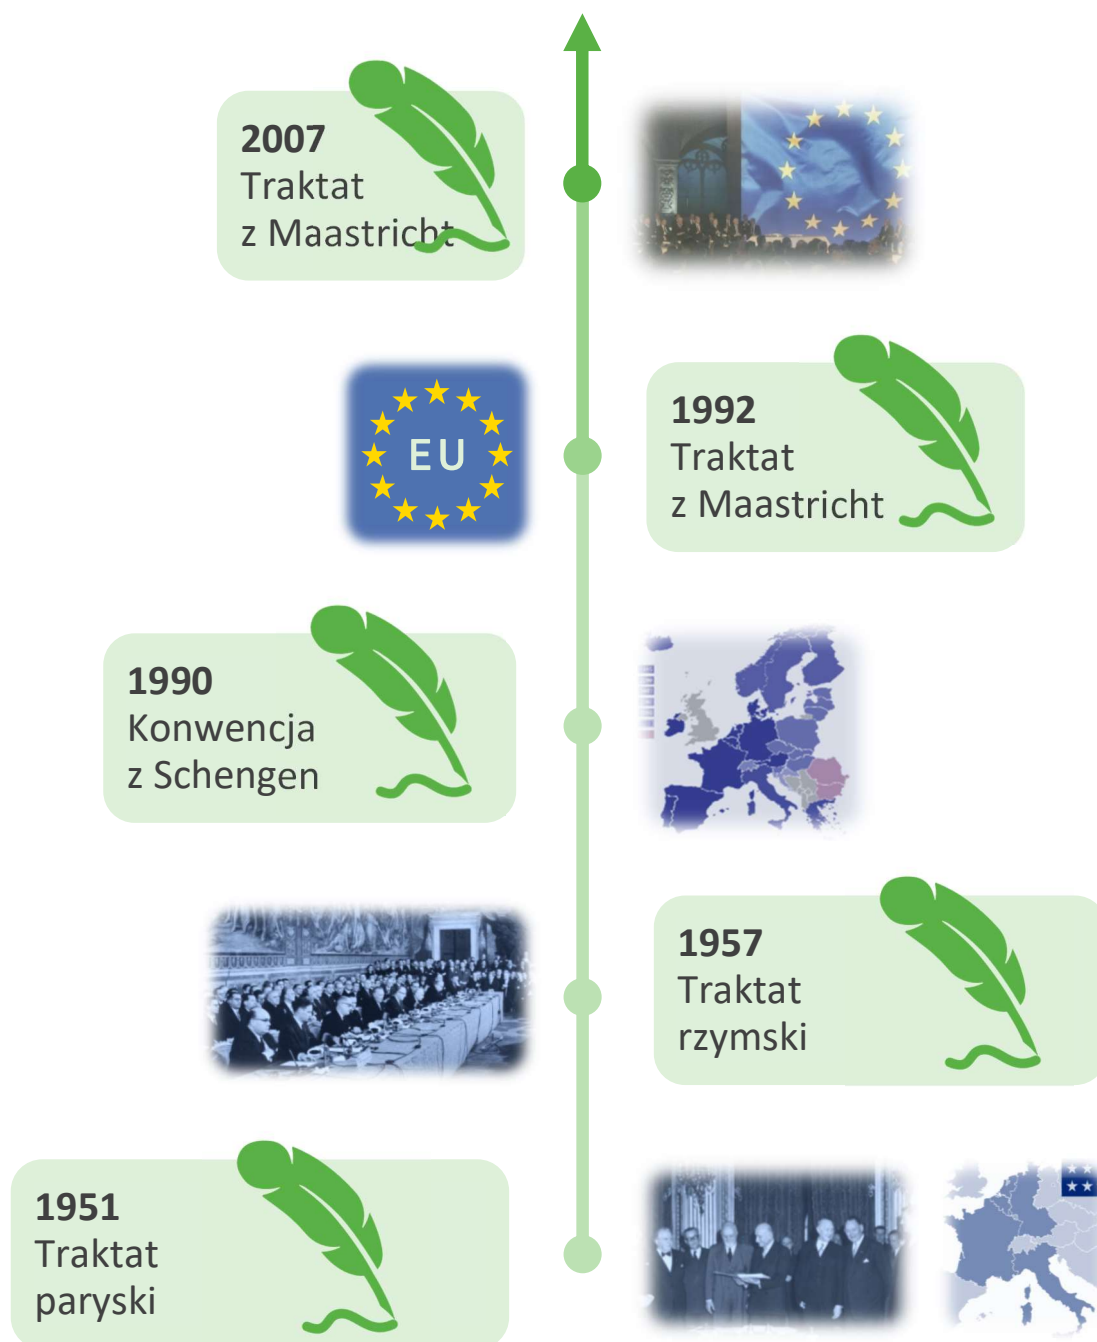 2007
Traktat
z Maastricht
EU
1992
Traktat
z Maastricht
1990
Konwencja
z Schengen
1957
Traktat
rzymski
1951
Traktat
paryski